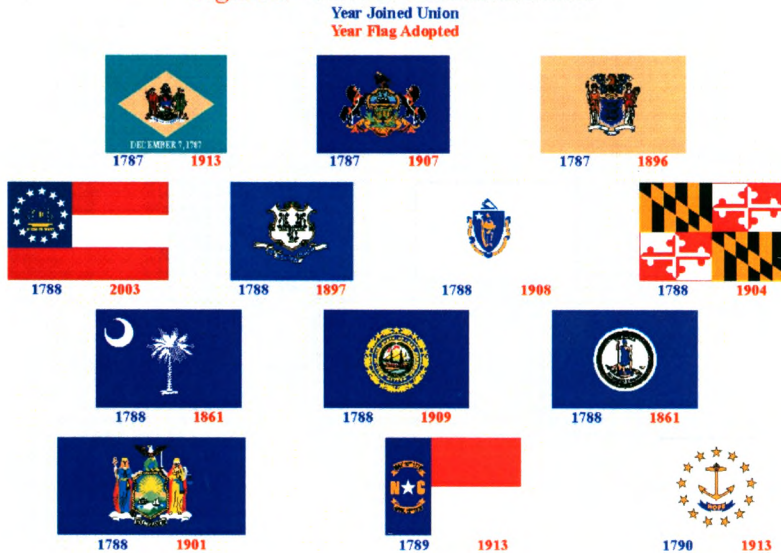 Year Joined Union
Year Flag Adopted
DECEMBER 7, 1787
1787 1913
1787 1907
1787 1896
1788 2003
1788 1897
1788 1908
1788 1904
1788 1861
1788 1909
1788 1861
N C
HOPE
1788 1901
1789 1913
1790 1913